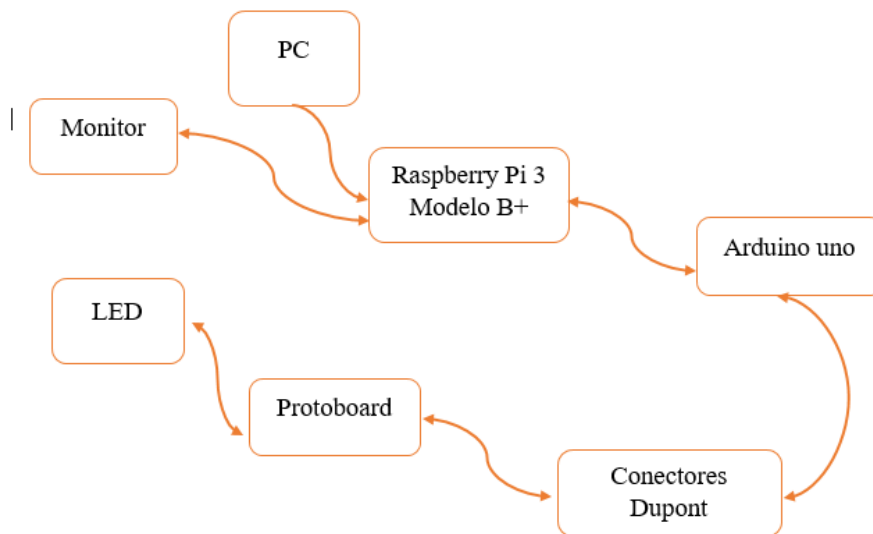 PC
Monitor
Raspberry Pi 3
Modelo B+
Arduino uno
LED
Protoboard
Conectores
Dupont